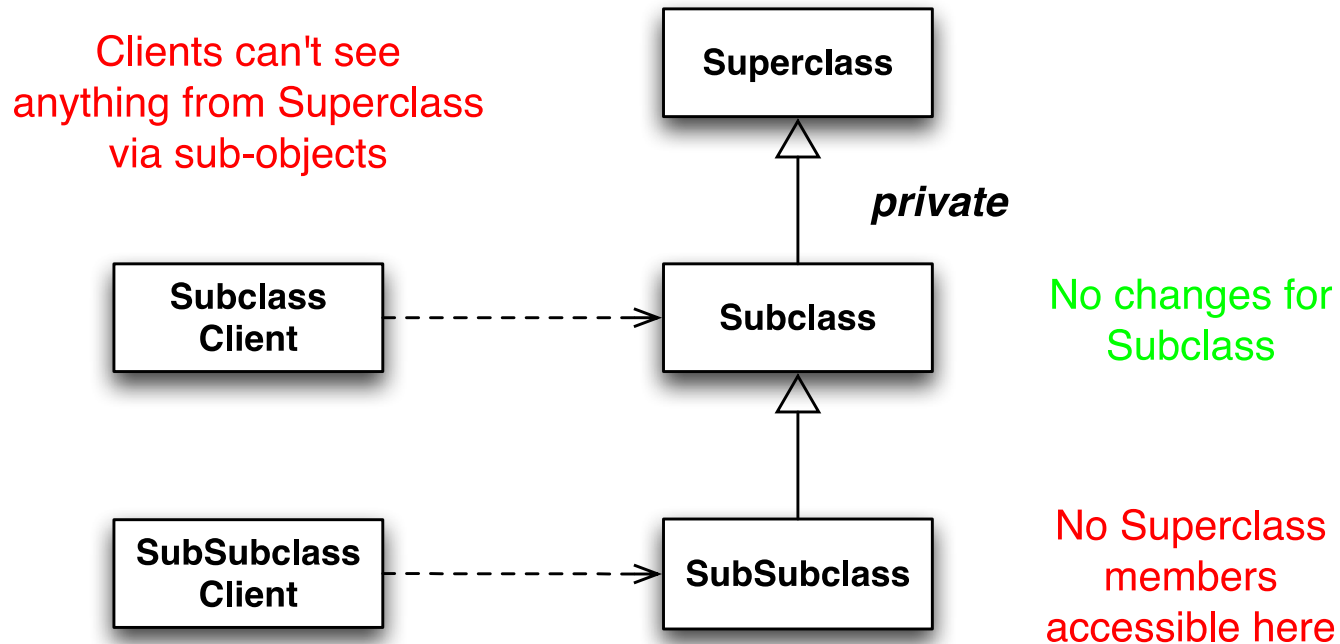 Clients can't see
anything from Superclass
via sub-objects
Superclass
private
Subclass
Client
Subclass
No changes for
Subclass
SubSubclass
Client
SubSubclass
No Superclass
members
accessible here